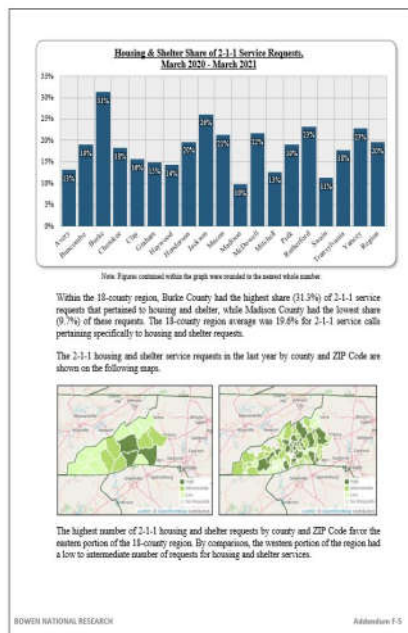 Housing & Shelter Share of 2-1-1 Service Requests,
March 2020 - March 2021
35%
30%
25%
20%
15%
10%
5%
0%
13%
19%
31%
18%
16%
15%
14%
20%
26%
21%
10%
22%
13%
19%
23%
11%
18%
23%
20%
Avery
Buncombe
Burke
Cherokee
Clay
Graham
Haywood
Henderson
Jackson
Macon
Madison
McDowell
Mitchell
Polk
Rutherford
Swain
Transylvania
Yancey
Region
Note: Figures contained within the graph were rounded to the nearest whole number.
Within the 18-county region, Burke County had the highest share (31.3%) of 2-1-1 service
requests that pertained to housing and shelter, while Madison County had the lowest share
(9.7%) of these requests. The 18-county region average was 19.6% for 2-1-1 service calls
pertaining specifically to housing and shelter requests.
The 2-1-1 housing and shelter service requests in the last year by county and ZIP Code are
shown on the following maps.
The highest number of 2-1-1 housing and shelter requests by county and ZIP Code favor the
eastern portion of the 18-county region. By comparison, the western portion of the region had
a low to intermediate number of requests for housing and shelter services.
BOWEN NATIONAL RESEARCH
Addendum F-5